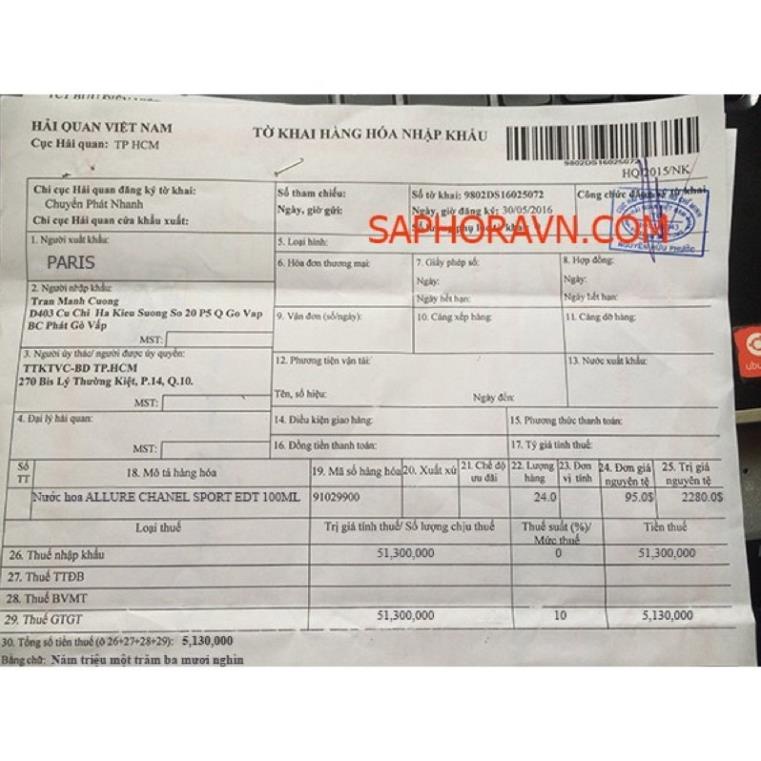 HẢI QUAN VIỆT NAM
Cục Hải quan: TP HCM
TỜ KHAI HÀNG HÓA NHẬP KHẨU
9802DS16025072
HQ/2015/NK
Chi cục Hải quan đăng ký tờ khai:
Chuyển Phát Nhanh
Chi cục Hải quan cửa khẩu xuất:
Số tham chiếu:
Ngày, giờ gửi:
Số tờ khai: 9802DS16025072
Ngày, giờ đăng ký: 30/05/2016
Công chức đăng ký tờ khai
SAPHORAVN.COM
NGUYỄN HỮU PHƯỚC
1. Người xuất khẩu:
PARIS
5. Loại hình:
6. Hóa đơn thương mại:
7. Giấy phép số:
Ngày:
Ngày hết hạn:
8. Hợp đồng:
Ngày:
Ngày hết hạn:
2. Người nhập khẩu:
Tran Manh Cuong
D403 Cu Chi Ha Kieu Suong So 20 P5 Q Go Vap
BC Phát Gò Vấp
MST:
9. Vận đơn (số/ngày):
10. Cảng xếp hàng:
11. Cảng dỡ hàng:
3. Người ủy thác/ người được ủy quyền:
TTKTVC-BD TP.HCM
270 Bis Lý Thường Kiệt, P.14, Q.10.
MST:
12. Phương tiện vận tải:
Tên, số hiệu:
Ngày đến:
13. Nước xuất khẩu:
4. Đại lý hải quan:
MST:
14. Điều kiện giao hàng:
15. Phương thức thanh toán:
16. Đồng tiền thanh toán:
17. Tỷ giá tính thuế:
Số TT
18. Mô tả hàng hóa
19. Mã số hàng hóa
20. Xuất xứ
21. Chế độ ưu đãi
22. Lượng hàng
23. Đơn vị tính
24. Đơn giá nguyên tệ
25. Trị giá nguyên tệ
Nước hoa ALLURE CHANEL SPORT EDT 100ML 91029900 24.0 95.0$ 2280.0$
Loại thuế
Trị giá tính thuế/ Số lượng chịu thuế
Thuế suất (%)/ Mức thuế
Tiền thuế
26. Thuế nhập khẩu 51,300,000 0 51,300,000
27. Thuế TTĐB
28. Thuế BVMT
29. Thuế GTGT 51,300,000 10 5,130,000
30. Tổng số tiền thuế (ô 26+27+28+29): 5,130,000
Bằng chữ: Năm triệu một trăm ba mươi nghìn
ubu